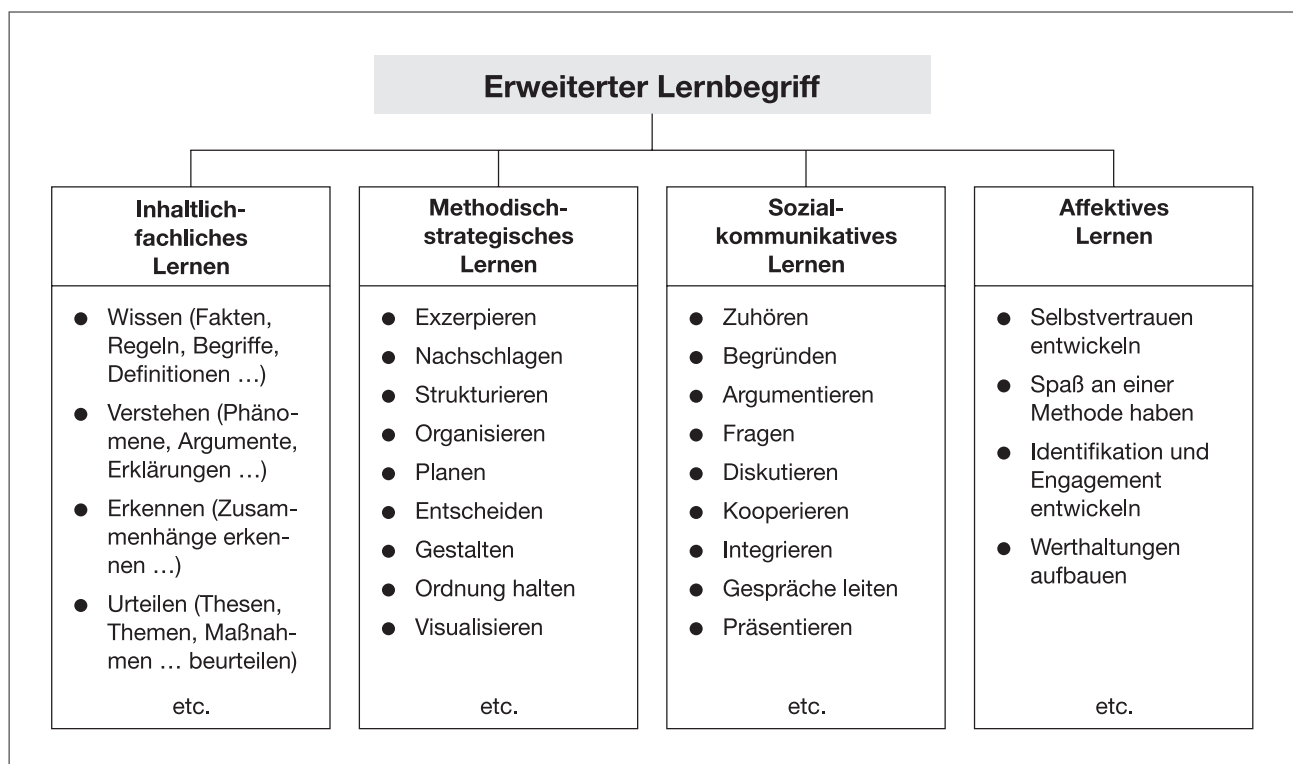 Erweiterter Lernbegriff
Inhaltlich-
fachliches
Lernen
● Wissen (Fakten,
Regeln, Begriffe,
Definitionen …)
● Verstehen (Phäno-
mene, Argumente,
Erklärungen …)
● Erkennen (Zusam-
menhänge erken-
nen …)
● Urteilen (Thesen,
Themen, Maßnah-
men … beurteilen)
etc.
Methodisch-
strategisches
Lernen
● Exzerpieren
● Nachschlagen
● Strukturieren
● Organisieren
● Planen
● Entscheiden
● Gestalten
● Ordnung halten
● Visualisieren
etc.
Sozial-
kommunikatives
Lernen
● Zuhören
● Begründen
● Argumentieren
● Fragen
● Diskutieren
● Kooperieren
● Integrieren
● Gespräche leiten
● Präsentieren
etc.
Affektives
Lernen
● Selbstvertrauen
entwickeln
● Spaß an einer
Methode haben
● Identifikation und
Engagement
entwickeln
● Werthaltungen
aufbauen
etc.